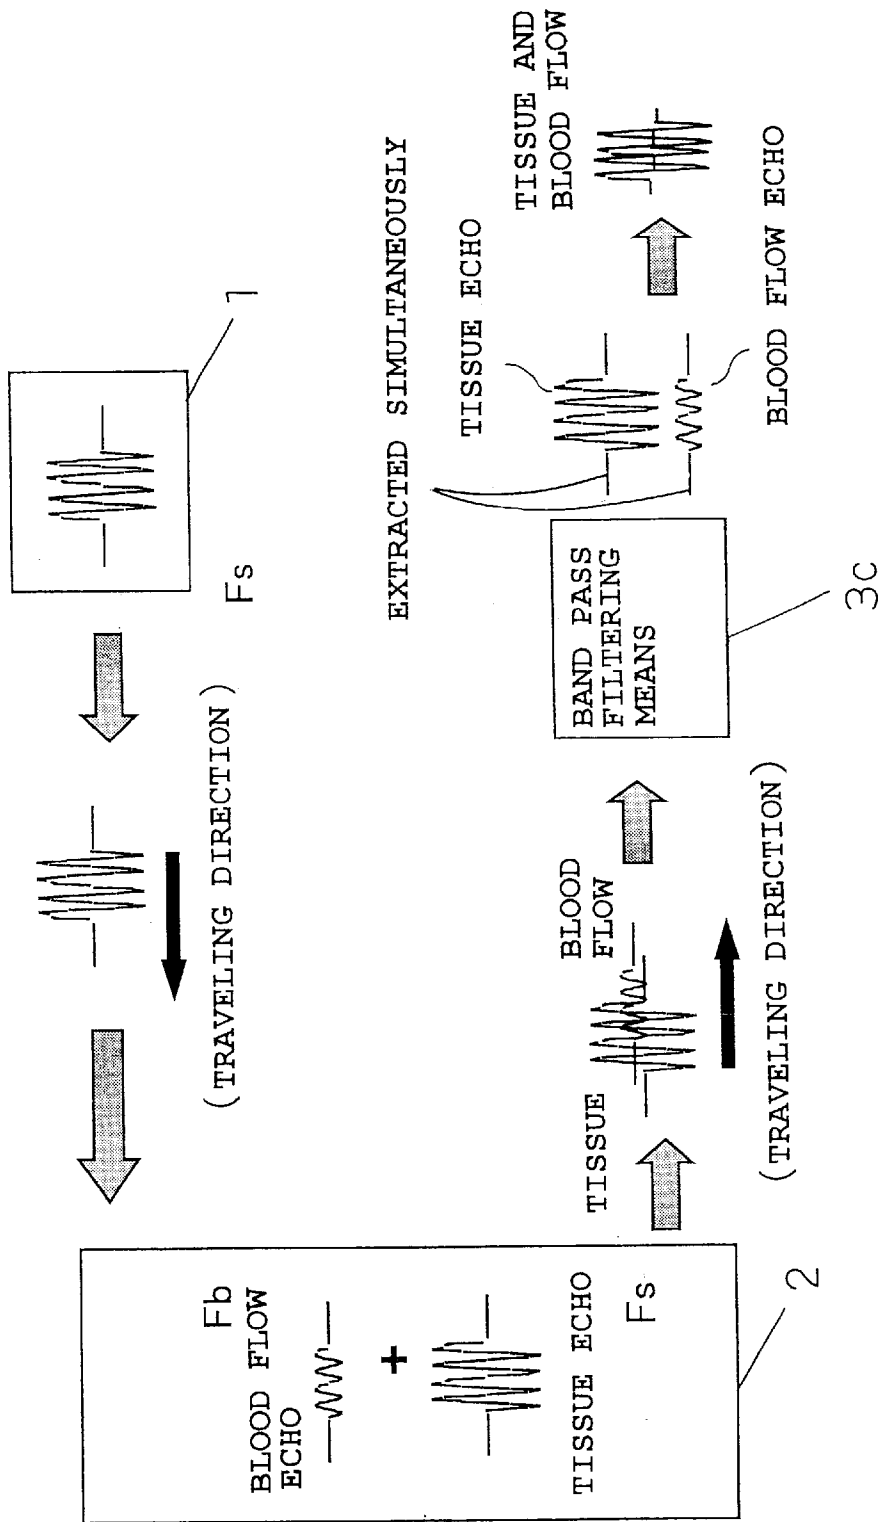 1
Fs
(TRAVELING DIRECTION)
Fb
BLOOD FLOW
ECHO
+
TISSUE ECHO
Fs
2
TISSUE
BLOOD
FLOW
(TRAVELING DIRECTION)
BAND PASS
FILTERING
MEANS
3c
EXTRACTED SIMULTANEOUSLY
TISSUE ECHO
BLOOD FLOW ECHO
TISSUE AND
BLOOD FLOW